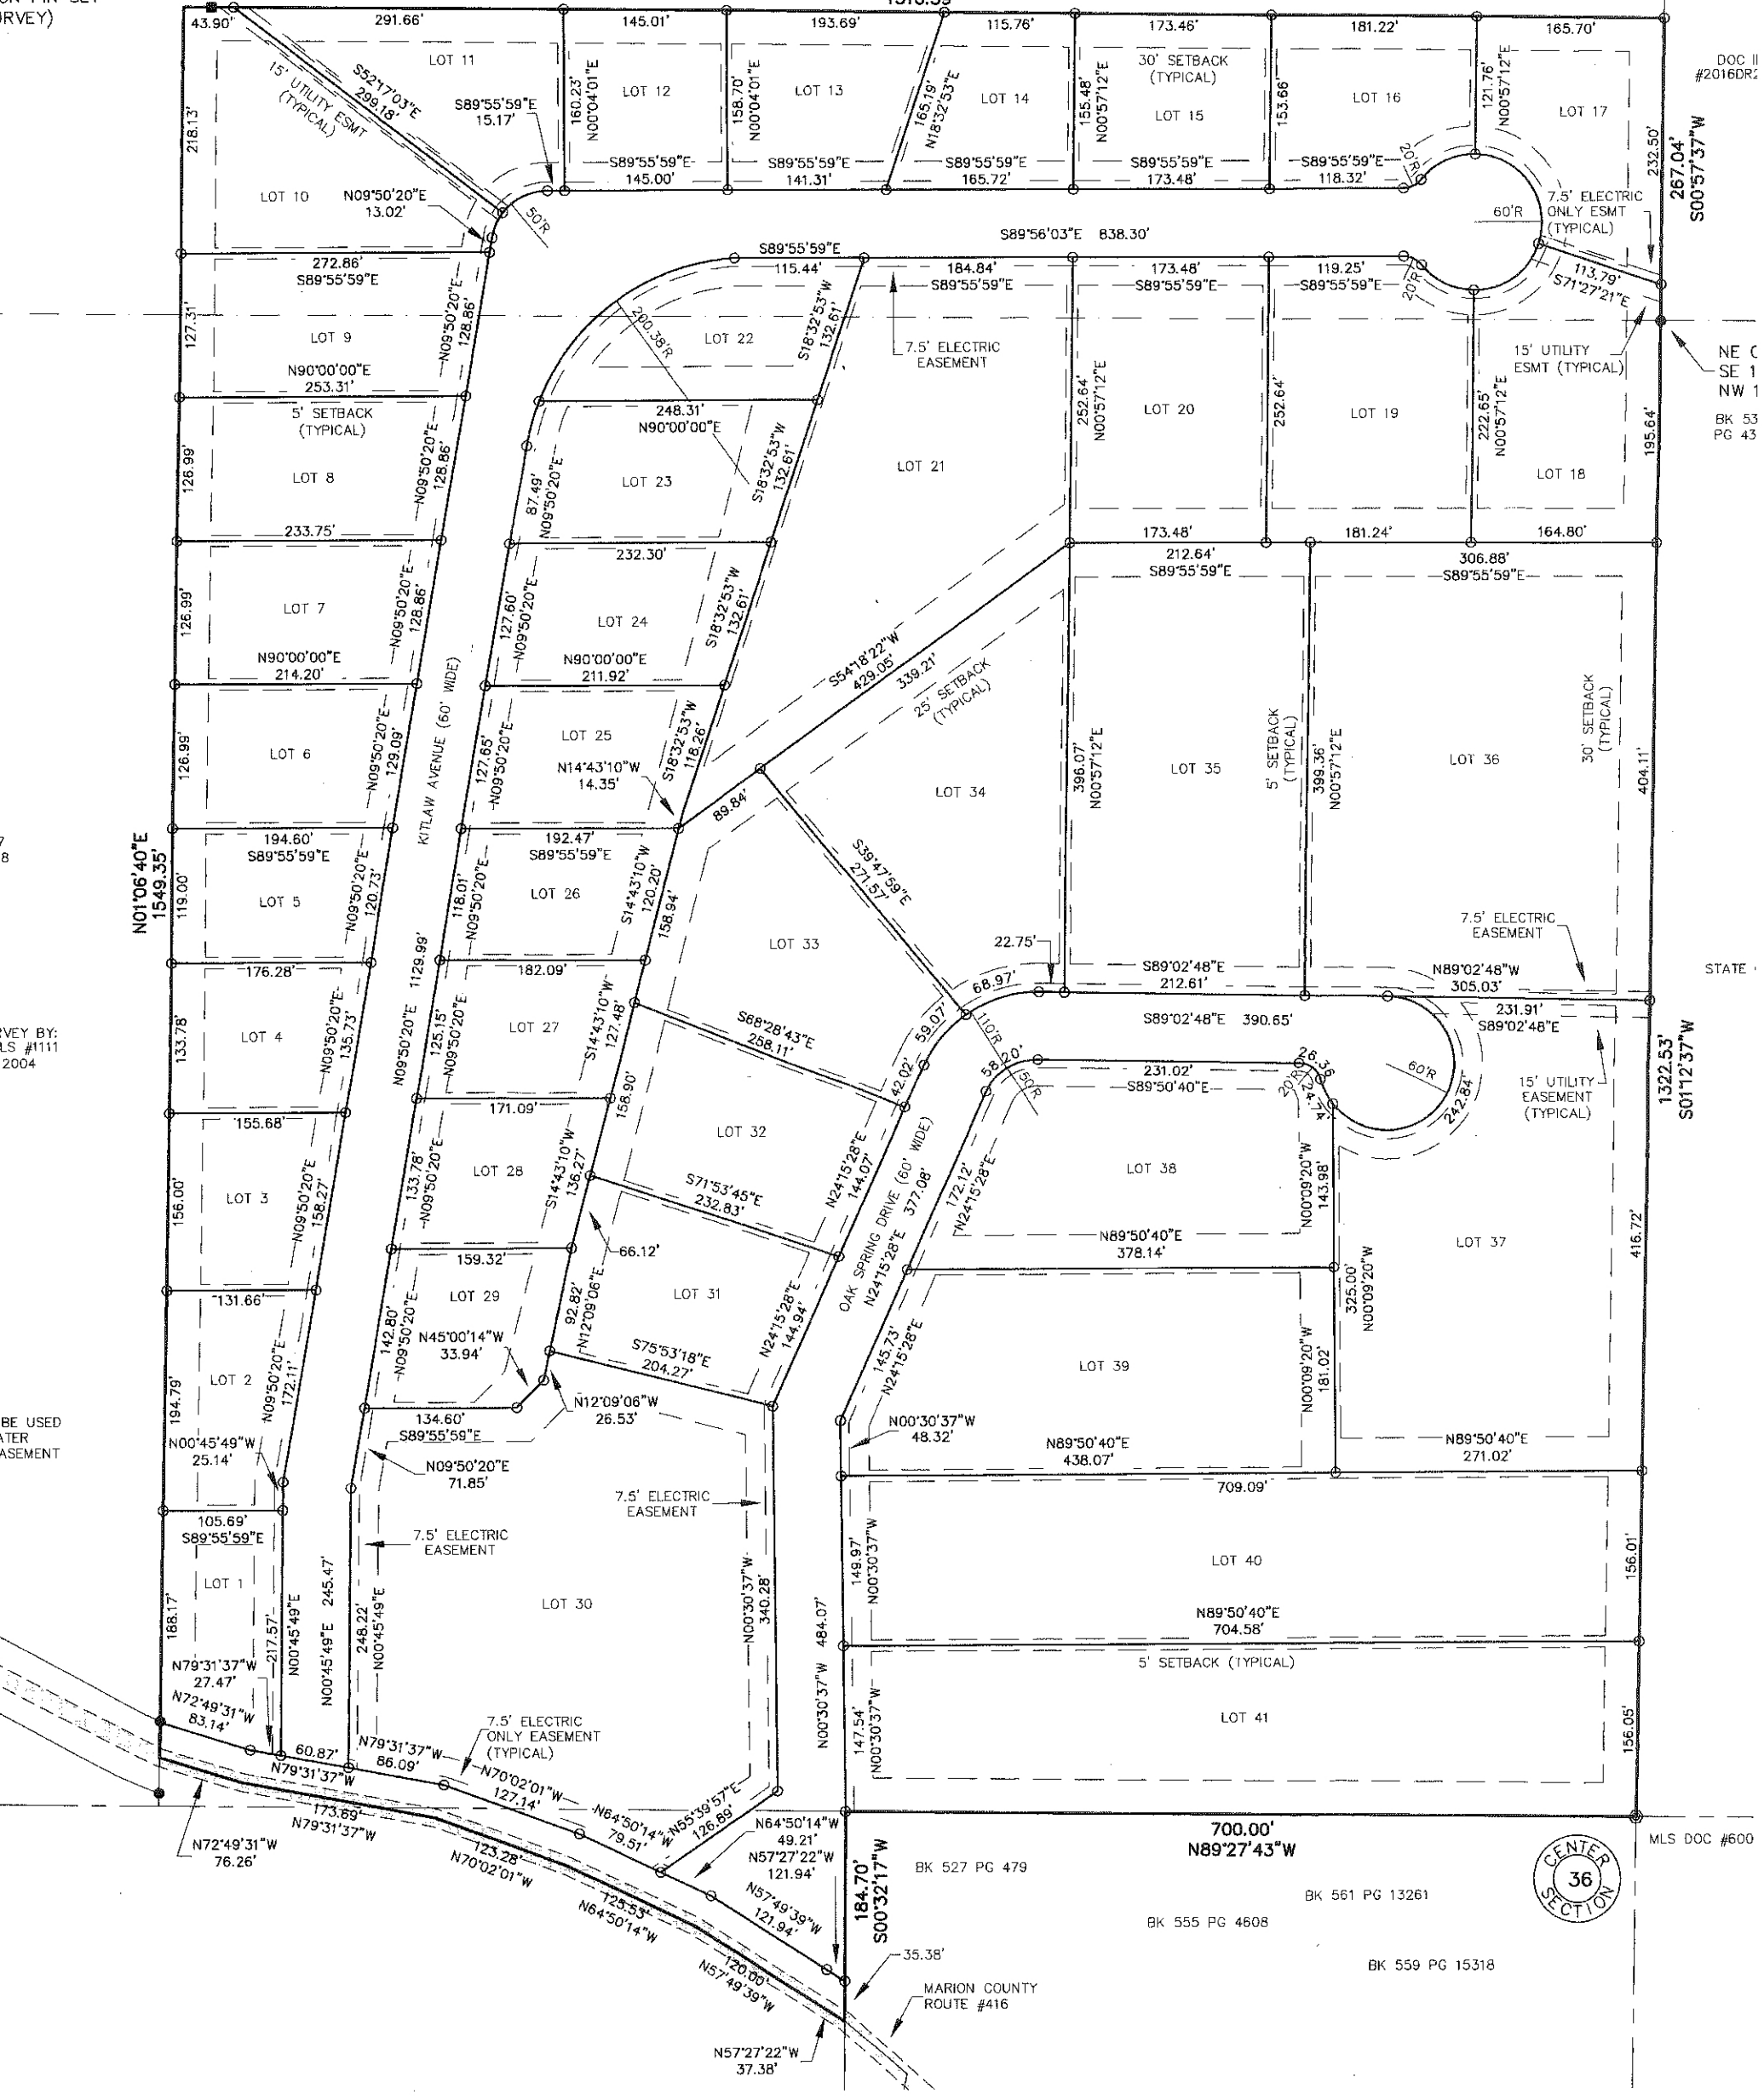 43.90'
291.66'
145.01'
193.69'
115.76'
173.46'
181.22'
165.70'
LOT 11
S52°17'03"E
299.18'
15' UTILITY ESMT
(TYPICAL)
S89°55'59"E
15.17'
160.23'
N00°04'01"E
LOT 12
158.70'
N00°04'01"E
LOT 13
165.19'
N18°32'53"E
LOT 14
155.48'
N00°57'12"E
30' SETBACK
(TYPICAL)
LOT 15
153.66'
LOT 16
121.76'
N00°57'12"E
LOT 17
232.50'
267.04'
S00°57'37"W
218.13'
LOT 10
N09°50'20"E
13.02'
50'R
S89°55'59"E
145.00'
S89°55'59"E
141.31'
S89°55'59"E
165.72'
S89°55'59"E
173.48'
S89°55'59"E
118.32'
20'R
60'R
7.5' ELECTRIC
ONLY ESMT
(TYPICAL)
S89°56'03"E 838.30'
272.86'
S89°55'59"E
S89°55'59"E
115.44'
184.84'
S89°55'59"E
173.48'
S89°55'59"E
119.25'
S89°55'59"E
20'R
113.79'
S71°27'21"E
127.31'
LOT 9
N09°50'20"E
128.86'
200.38'R
LOT 22
S18°32'53"W
132.61'
7.5' ELECTRIC
EASEMENT
15' UTILITY
ESMT (TYPICAL)
N90°00'00"E
253.31'
5' SETBACK
(TYPICAL)
248.31'
N90°00'00"E
252.64'
N00°57'12"E
LOT 20
252.64'
LOT 19
222.65'
N00°57'12"E
LOT 18
195.64'
126.99'
LOT 8
N09°50'20"E
128.86'
87.49'
N09°50'20"E
LOT 23
S18°32'53"W
132.61'
LOT 21
233.75'
232.30'
173.48'
212.64'
S89°55'59"E
181.24'
164.80'
306.88'
S89°55'59"E
126.99'
LOT 7
N09°50'20"E
128.86'
127.60'
N09°50'20"E
LOT 24
S18°32'53"W
132.61'
N90°00'00"E
214.20'
KITLAW AVENUE (60' WIDE)
N90°00'00"E
211.92'
S54°18'22"W
429.05'
339.21'
25' SETBACK
(TYPICAL)
126.99'
LOT 6
N09°50'20"E
129.09'
127.65'
N09°50'20"E
LOT 25
S18°32'53"W
118.26'
N14°43'10"W
14.35'
89.84'
LOT 34
396.07'
N00°57'12"E
LOT 35
5' SETBACK
(TYPICAL)
399.36'
N00°57'12"E
LOT 36
30' SETBACK
(TYPICAL)
404.11'
N01°06'40"E
1549.35'
194.60'
S89°55'59"E
192.47'
S89°55'59"E
119.00'
LOT 5
N09°50'20"E
120.73'
118.01'
N09°50'20"E
LOT 26
S14°43'10"W
120.20'
158.94'
S39°47'59"E
271.57'
LOT 33
22.75'
7.5' ELECTRIC
EASEMENT
176.28'
182.09'
68.97'
S89°02'48"E
212.61'
N89°02'48"W
305.03'
133.78'
LOT 4
N09°50'20"E
135.73'
N09°50'20"E 1129.99'
125.15'
N09°50'20"E
LOT 27
S14°43'10"W
127.48'
S68°28'43"E
258.11'
59.07'
110'R
S89°02'48"E 390.65'
231.91'
S89°02'48"E
58.20'
50'R
231.02'
S89°50'40"E
26.36
20'R
24.74
60'R
242.84'
15' UTILITY
EASEMENT
(TYPICAL)
1322.53'
S01°12'37"W
155.68'
171.09'
158.90'
42.02'
156.00'
LOT 3
N09°50'20"E
158.27'
133.78'
N09°50'20"E
LOT 28
S14°43'10"W
136.27'
LOT 32
S71°53'45"E
232.83'
N24°15'28"E
144.07'
OAK SPRING DRIVE (60' WIDE)
N24°15'28"E 377.08'
172.12'
N24°15'28"E
LOT 38
N00°09'20"W
143.98'
N89°50'40"E
378.14'
LOT 37
416.72'
131.66'
159.32'
66.12'
LOT 29
142.80'
N09°50'20"E
N45°00'14"W
33.94'
92.82'
N12°09'06"E
LOT 31
S75°53'18"E
204.27'
N24°15'28"E
144.94'
325.00'
N00°09'20"W
194.79'
LOT 2
N09°50'20"E
172.11'
N00°45'49"W
25.14'
134.60'
S89°55'59"E
N12°09'06"W
26.53'
145.73'
N24°15'28"E
LOT 39
N00°09'20"W
181.02'
N00°30'37"W
48.32'
N89°50'40"E
438.07'
N89°50'40"E
271.02'
N09°50'20"E
71.85'
105.69'
S89°55'59"E
7.5' ELECTRIC
EASEMENT
7.5' ELECTRIC
EASEMENT
709.09'
188.17'
LOT 1
217.57'
N00°45'49"E
N00°45'49"E 245.47'
248.22'
N00°45'49"E
LOT 30
N00°30'37"W
340.28'
N00°30'37"W 484.07'
149.97'
N00°30'37"W
LOT 40
156.01'
N89°50'40"E
704.58'
5' SETBACK (TYPICAL)
N79°31'37"W
27.47'
N72°49'31"W
83.14'
60.87'
N79°31'37"W
N79°31'37"W
86.09'
7.5' ELECTRIC
ONLY EASEMENT
(TYPICAL)
N70°02'01"W
127.14'
N64°50'14"W
79.51'
N55°39'57"E
126.89'
147.54'
N00°30'37"W
LOT 41
156.05'
N64°50'14"W
49.21'
N57°27'22"W
121.94'
700.00'
N89°27'43"W
173.69'
N79°31'37"W
N72°49'31"W
76.26'
123.28'
N70°02'01"W
125.53'
N64°50'14"W
N57°49'39"W
121.94'
184.70'
S00°32'17"W
BK 527 PG 479
BK 561 PG 13261
BK 555 PG 4608
BK 559 PG 15318
CENTER
36
SECTION
MLS DOC #600
35.38'
120.00'
N57°49'39"W
MARION COUNTY
ROUTE #416
N57°27'22"W
37.38'
URVEY)
DOC
#2016DR
NE
SE 1
NW 1
BK 53
PG 43
STATE
RVEY BY:
LS #1111
2004
BE USED
ATER
ASEMENT